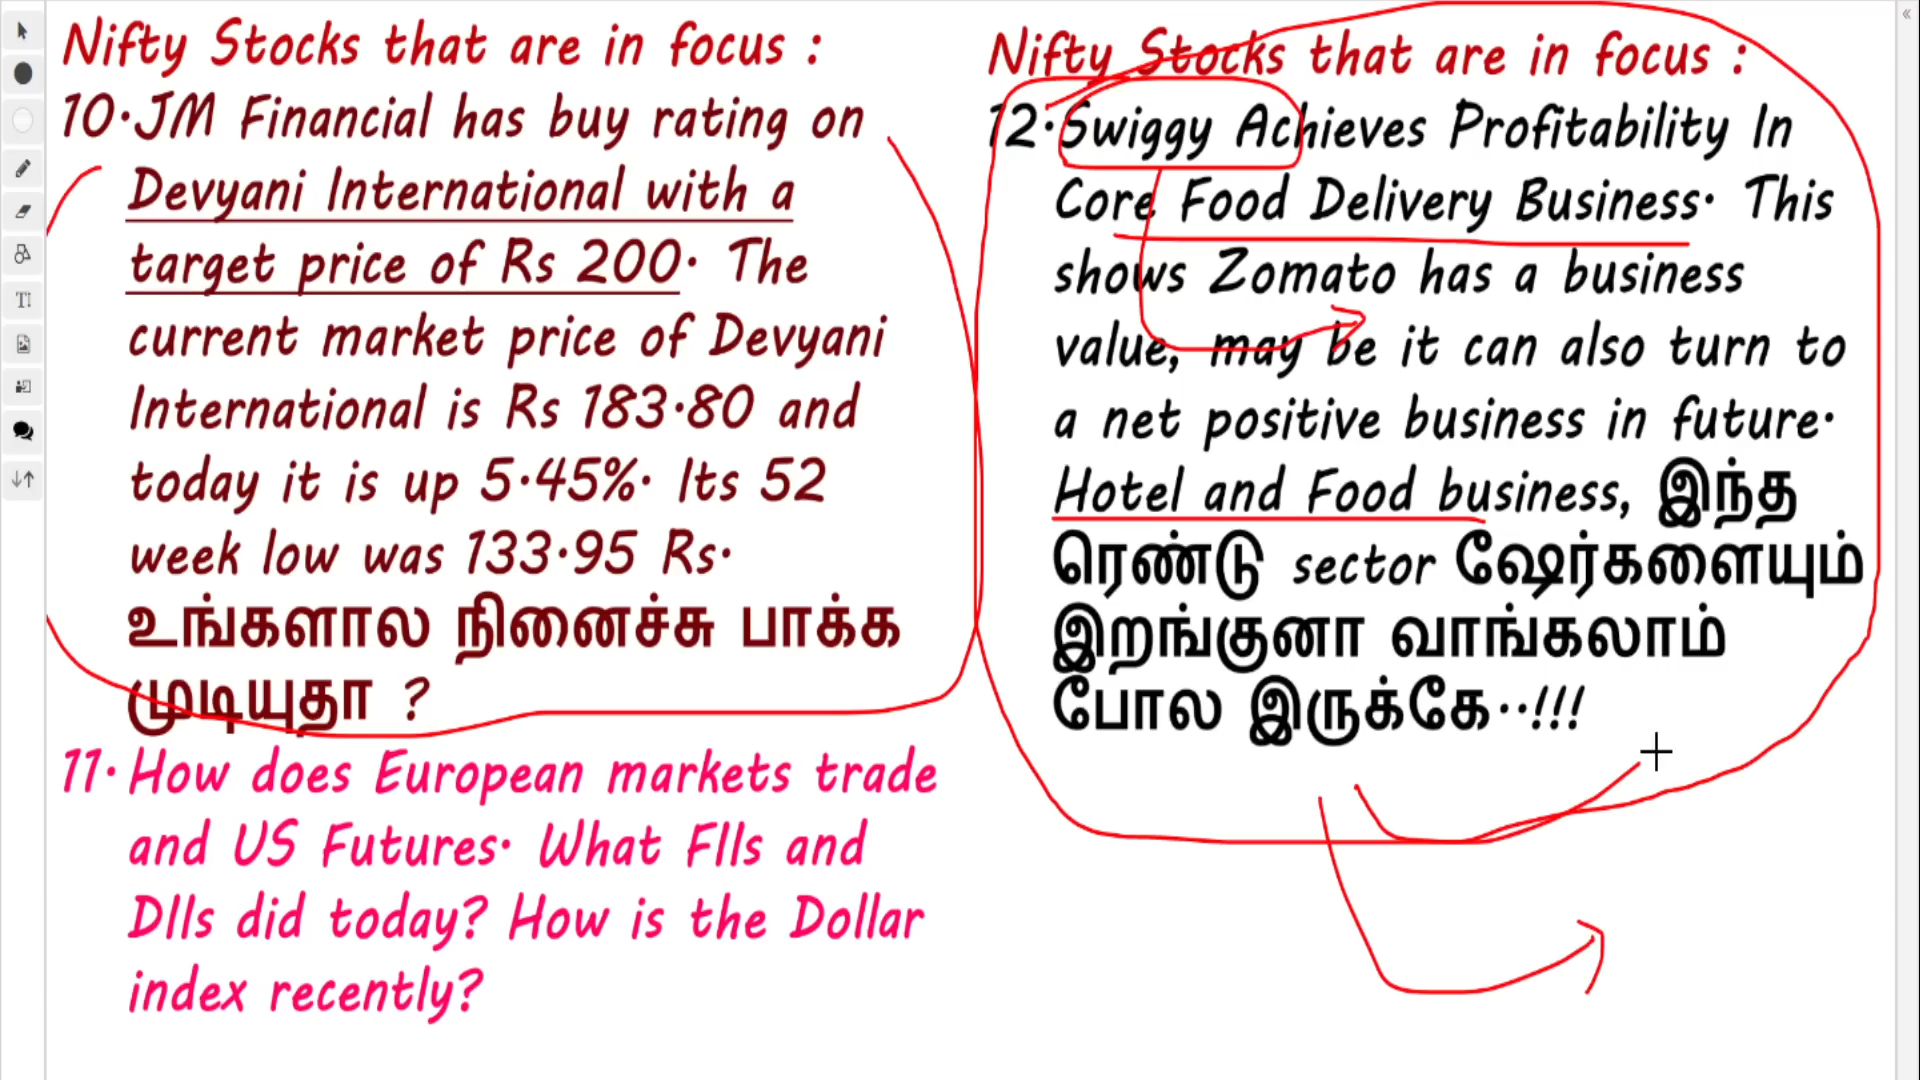 Nifty Stocks that are in focus :
10. JM Financial has buy rating on
Devyani International with a
target price of Rs 200. The
current market price of Devyani
International is Rs 183.80 and
today it is up 5.45%. Its 52
week low was 133.95 Rs.
உங்களால நினைச்சு பாக்க
முடியுதா ?
11. How does European markets trade
and US Futures. What FIIs and
DIIs did today? How is the Dollar
index recently?
Nifty Stocks that are in focus :
12. Swiggy Achieves Profitability In
Core Food Delivery Business. This
shows Zomato has a business
value, may be it can also turn to
a net positive business in future.
Hotel and Food business, இந்த
ரெண்டு sector ஷேர்களையும்
இறங்குனா வாங்கலாம்
போல இருக்கே..!!!